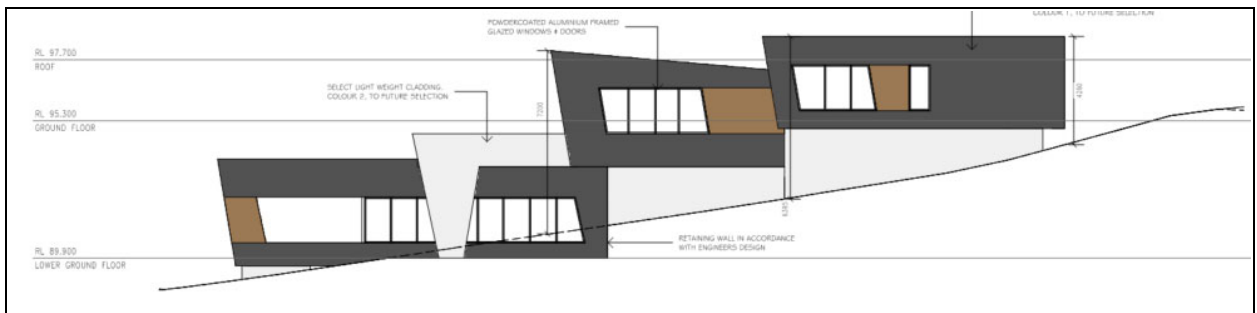 COLOUR 1, TO FUTURE SELECTION
POWDERCOATED ALUMINIUM FRAMED
GLAZED WINDOWS & DOORS
RL 97.700
ROOF
SELECT LIGHT WEIGHT CLADDING.
COLOUR 2, TO FUTURE SELECTION
7200
4290
RL 95.300
GROUND FLOOR
RETAINING WALL IN ACCORDANCE
WITH ENGINEERS DESIGN
RL 89.900
LOWER GROUND FLOOR